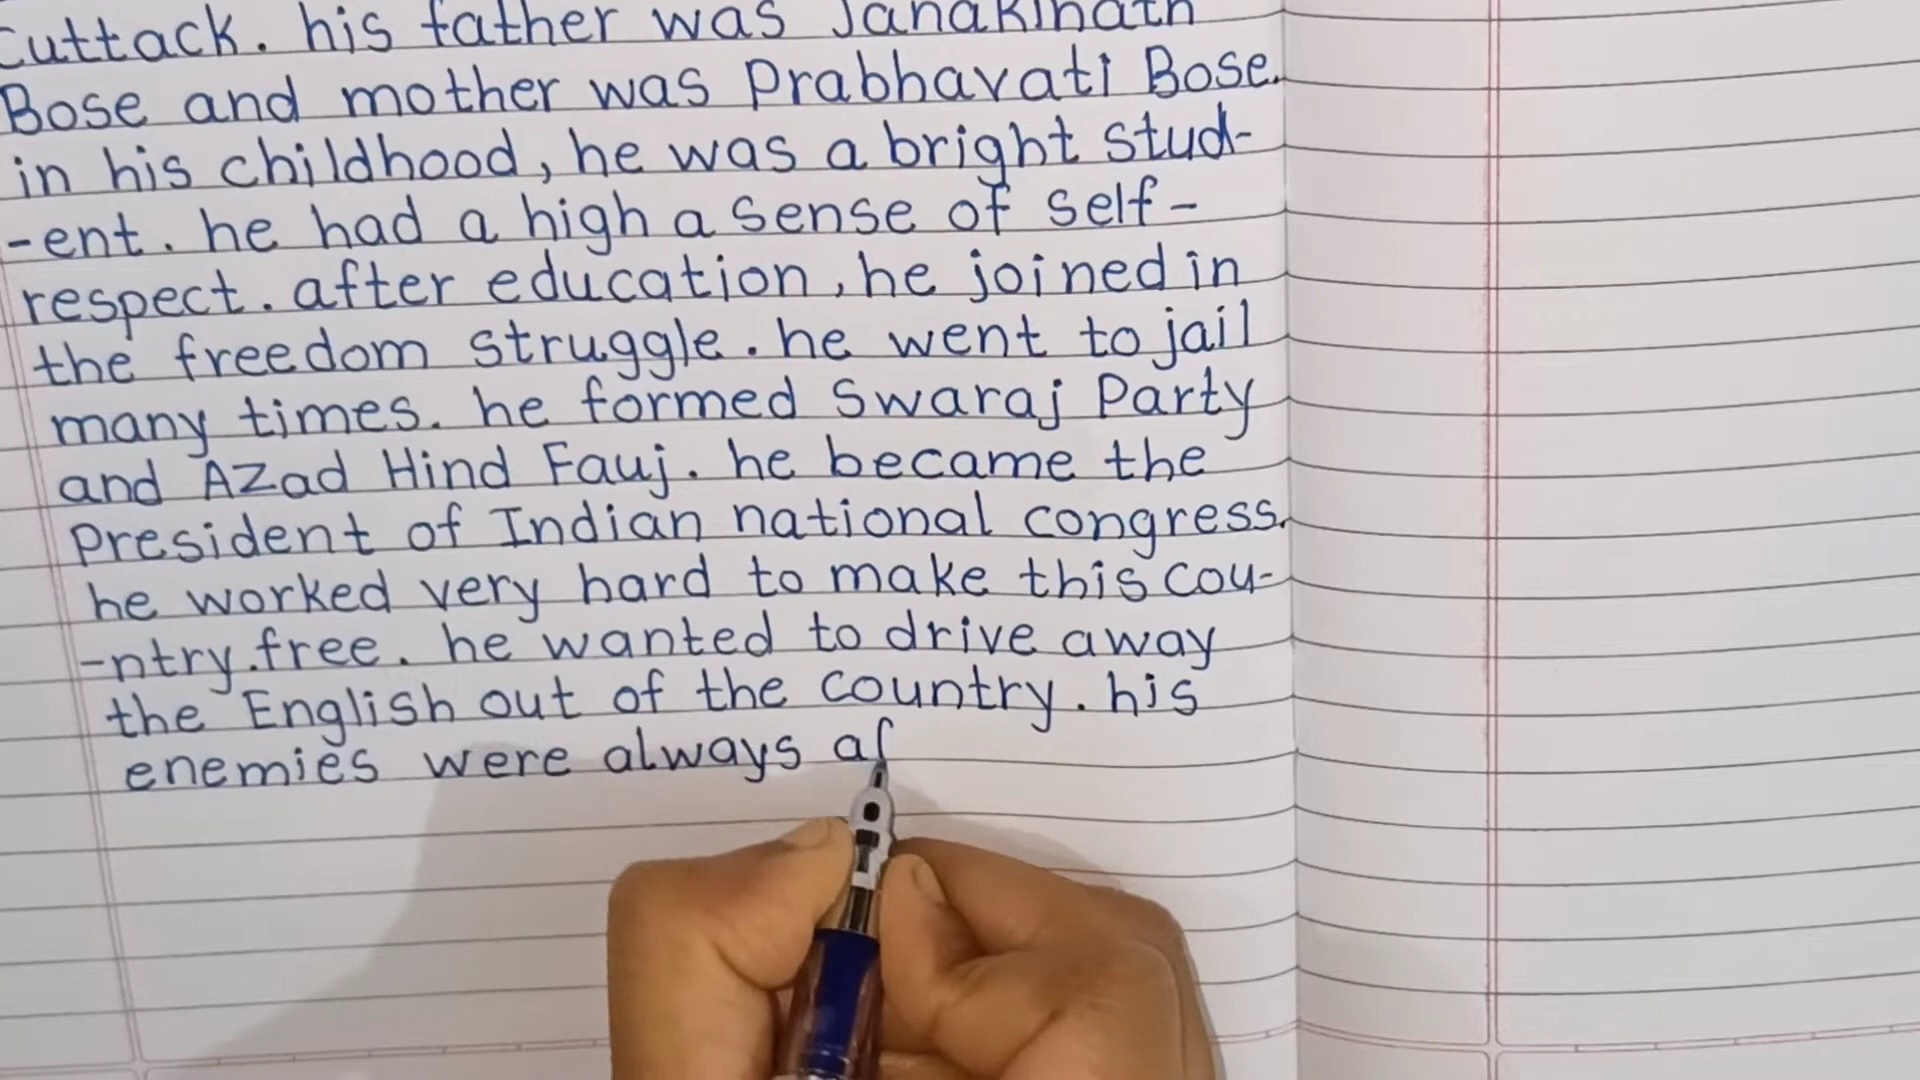 Cuttack. his father was Janakinath
Bose and mother was Prabhavati Bose.
in his childhood, he was a bright stud-
-ent. he had a high a sense of self-
respect. after education, he joined in
the freedom struggle. he went to jail
many times. he formed Swaraj Party
and AZad Hind Fauj. he became the
President of Indian national congress.
he worked very hard to make this cou-
-ntry.free. he wanted to drive away
the English out of the country. his
enemies were always af